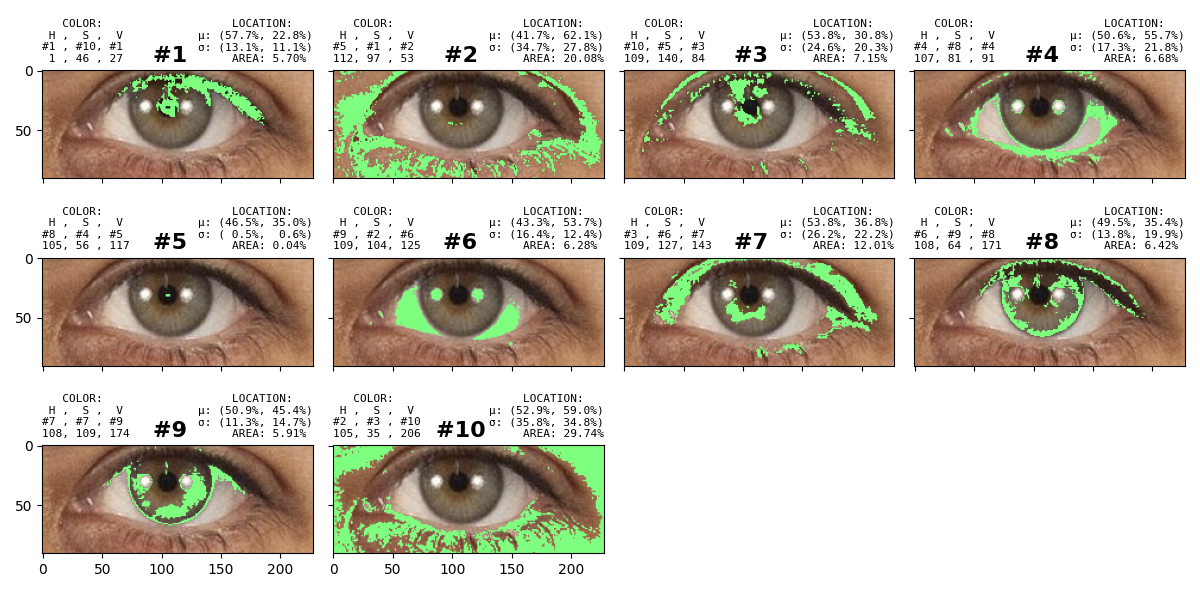 COLOR: LOCATION:
H , S , V μ: (57.7%, 22.8%)
#1 , #10, #1 #1 σ: (13.1%, 11.1%)
1 , 46 , 27 AREA: 5.70%
COLOR: LOCATION:
H , S , V μ: (41.7%, 62.1%)
#5 , #1 , #2 #2 σ: (34.7%, 27.8%)
112, 97 , 53 AREA: 20.08%
COLOR: LOCATION:
H , S , V μ: (53.8%, 30.8%)
#10, #5 , #3 #3 σ: (24.6%, 20.3%)
109, 140, 84 AREA: 7.15%
COLOR: LOCATION:
H , S , V μ: (50.6%, 55.7%)
#4 , #8 , #4 #4 σ: (17.3%, 21.8%)
107, 81 , 91 AREA: 6.68%
0
50
COLOR: LOCATION:
H , S , V μ: (46.5%, 35.0%)
#8 , #4 , #5 #5 σ: ( 0.5%,  0.6%)
105, 56 , 117 AREA: 0.04%
COLOR: LOCATION:
H , S , V μ: (43.3%, 53.7%)
#9 , #2 , #6 #6 σ: (16.4%, 12.4%)
109, 104, 125 AREA: 6.28%
COLOR: LOCATION:
H , S , V μ: (53.8%, 36.8%)
#3 , #6 , #7 #7 σ: (26.2%, 22.2%)
109, 127, 143 AREA: 12.01%
COLOR: LOCATION:
H , S , V μ: (49.5%, 35.4%)
#6 , #9 , #8 #8 σ: (13.8%, 19.9%)
108, 64 , 171 AREA: 6.42%
0
50
COLOR: LOCATION:
H , S , V μ: (50.9%, 45.4%)
#7 , #7 , #9 #9 σ: (11.3%, 14.7%)
108, 109, 174 AREA: 5.91%
COLOR: LOCATION:
H , S , V μ: (52.9%, 59.0%)
#2 , #3 , #10 #10 σ: (35.8%, 34.8%)
105, 35 , 206 AREA: 29.74%
0
50
0 50 100 150 200
0 50 100 150 200